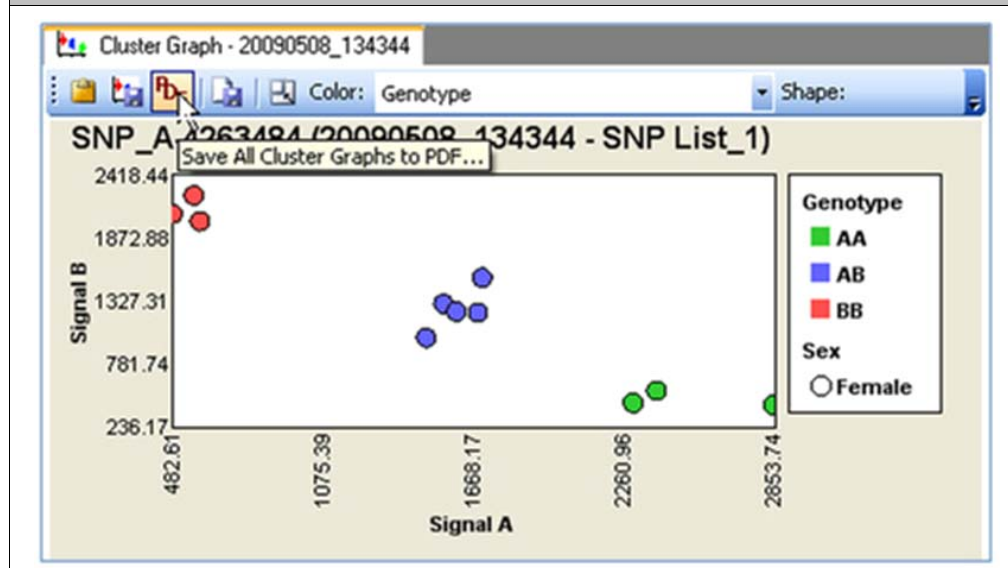 Cluster Graph - 20090508_134344
Color: Genotype Shape:
SNP_A 4263484 (20090508_134344 - SNP List_1)
Save All Cluster Graphs to PDF...
2418.44
1872.88
1327.31
781.74
236.17
Signal B
482.61
1075.39
1668.17
2260.96
2853.74
Signal A
Genotype
AA
AB
BB
Sex
Female